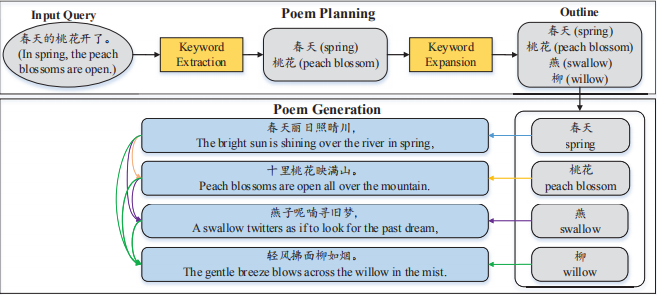 Input Query
Poem Planning
Outline
春天的桃花开了。
(In spring, the peach
blossoms are open.)
Keyword
Extraction
春天 (spring)
桃花 (peach blossom)
Keyword
Expansion
春天 (spring)
桃花 (peach blossom)
燕 (swallow)
柳 (willow)
Poem Generation
春天丽日照晴川,
The bright sun is shining over the river in spring,
春天
spring
十里桃花映满山。
Peach blossoms are open all over the mountain.
桃花
peach blossom
燕子呢喃寻旧梦,
A swallow twitters as if to look for the past dream,
燕
swallow
轻风拂面柳如烟。
The gentle breeze blows across the willow in the mist.
柳
willow